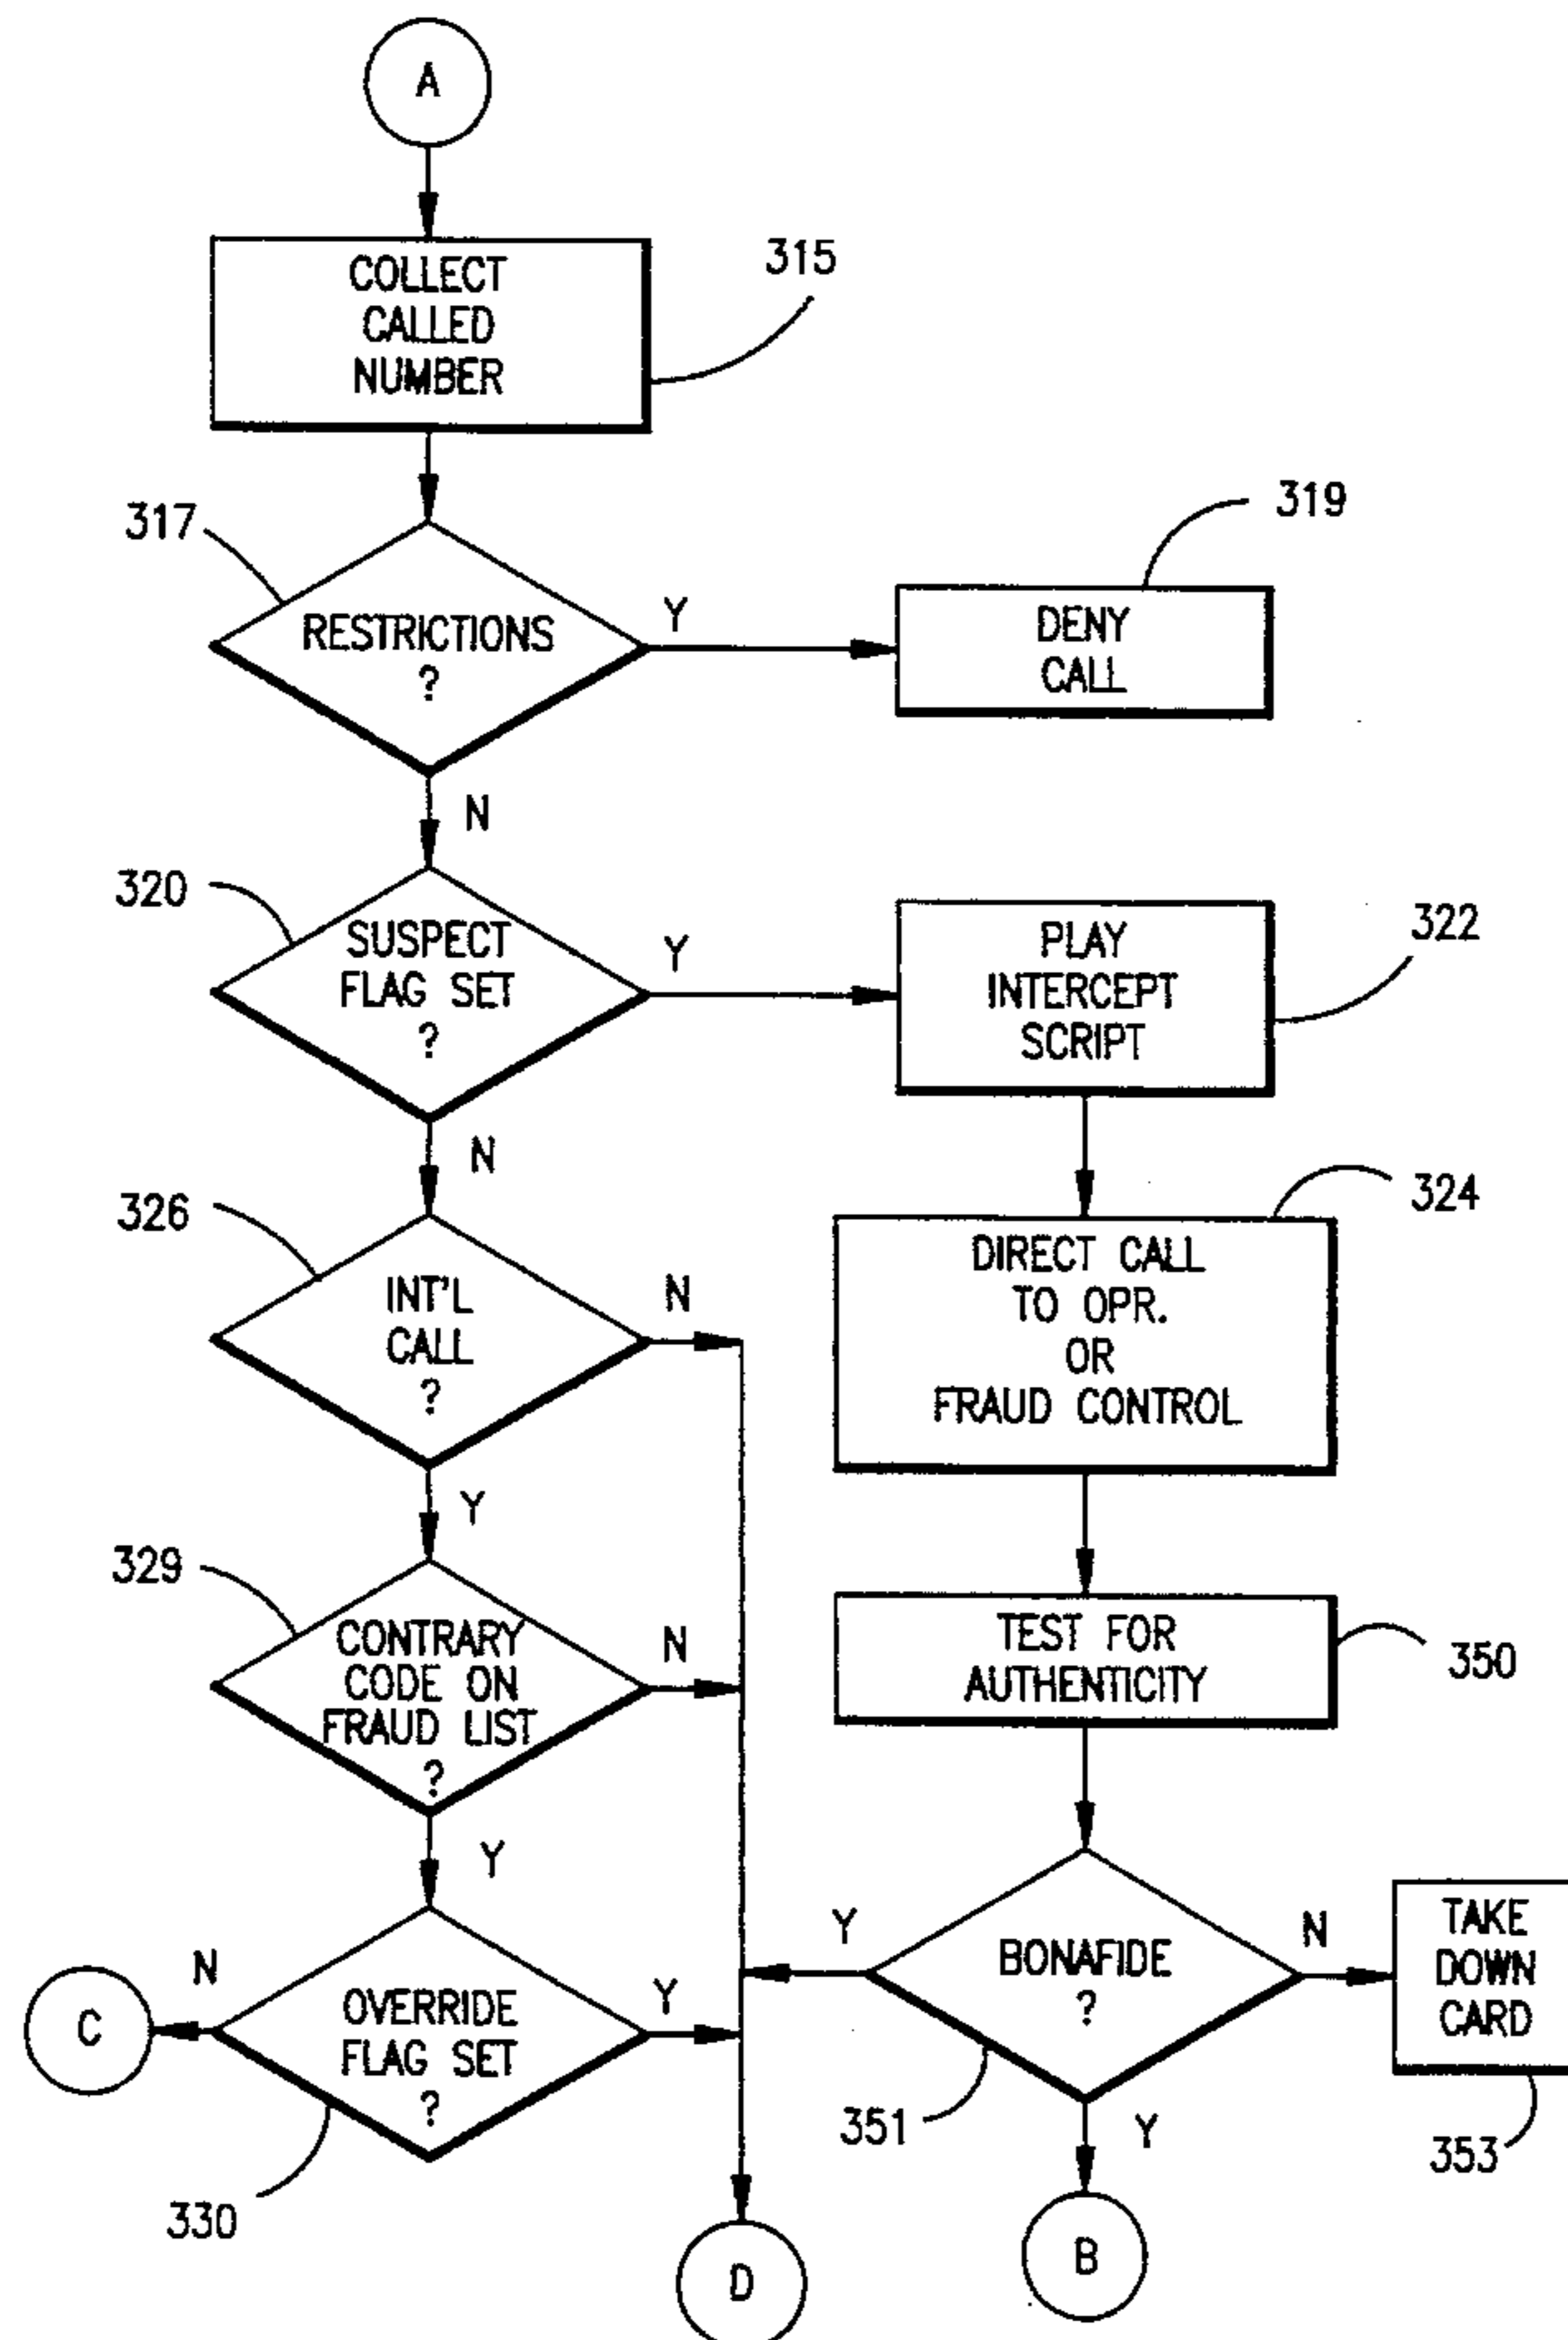 A
COLLECT
CALLED
NUMBER
315
317
RESTRICTIONS
?
Y
N
319
DENY
CALL
320
SUSPECT
FLAG SET
?
Y
N
322
PLAY
INTERCEPT
SCRIPT
324
DIRECT CALL
TO OPR.
OR
FRAUD CONTROL
326
INT'L
CALL
?
N
Y
329
CONTRARY
CODE ON
FRAUD LIST
?
N
Y
TEST FOR
AUTHENTICITY
350
OVERRIDE
FLAG SET
?
N
Y
330
C
BONAFIDE
?
Y
N
Y
351
TAKE
DOWN
CARD
353
D
B